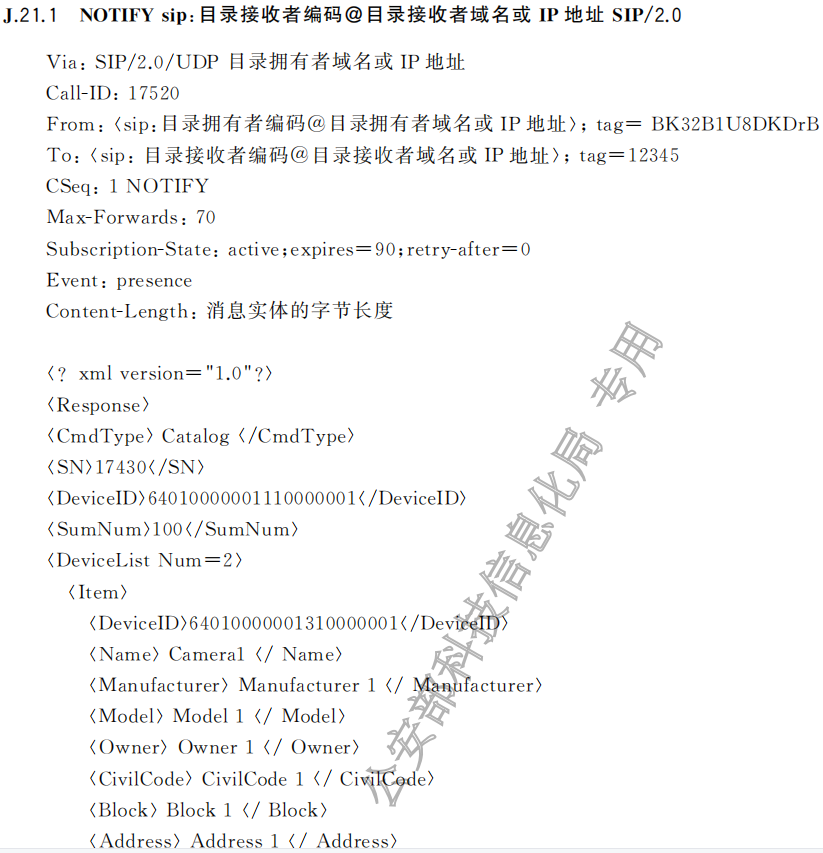 J.21.1 NOTIFY sip:目录接收者编码@目录接收者域名或 IP 地址 SIP/2.0
Via: SIP/2.0/UDP 目录拥有者域名或 IP 地址
Call-ID: 17520
From:〈sip:目录拥有者编码@目录拥有者域名或 IP 地址〉; tag= BK32B1U8DKDrB
To:〈sip: 目录接收者编码@目录接收者域名或 IP 地址〉; tag=12345
CSeq: 1 NOTIFY
Max-Forwards: 70
Subscription-State: active;expires=90;retry-after=0
Event: presence
Content-Length: 消息实体的字节长度
〈? xml version="1.0"?〉
〈Response〉
〈CmdType〉 Catalog 〈/CmdType〉
〈SN〉17430〈/SN〉
〈DeviceID〉64010000001110000001〈/DeviceID〉
〈SumNum〉100〈/SumNum〉
〈DeviceList Num=2〉
〈Item〉
〈DeviceID〉64010000001310000001〈/DeviceID〉
〈Name〉 Camera1 〈/ Name〉
〈Manufacturer〉 Manufacturer 1 〈/ Manufacturer〉
〈Model〉 Model 1 〈/ Model〉
〈Owner〉 Owner 1 〈/ Owner〉
〈CivilCode〉 CivilCode 1 〈/ CivilCode〉
〈Block〉 Block 1 〈/ Block〉
〈Address〉 Address 1 〈/ Address〉
公安部科技信息化局 专用